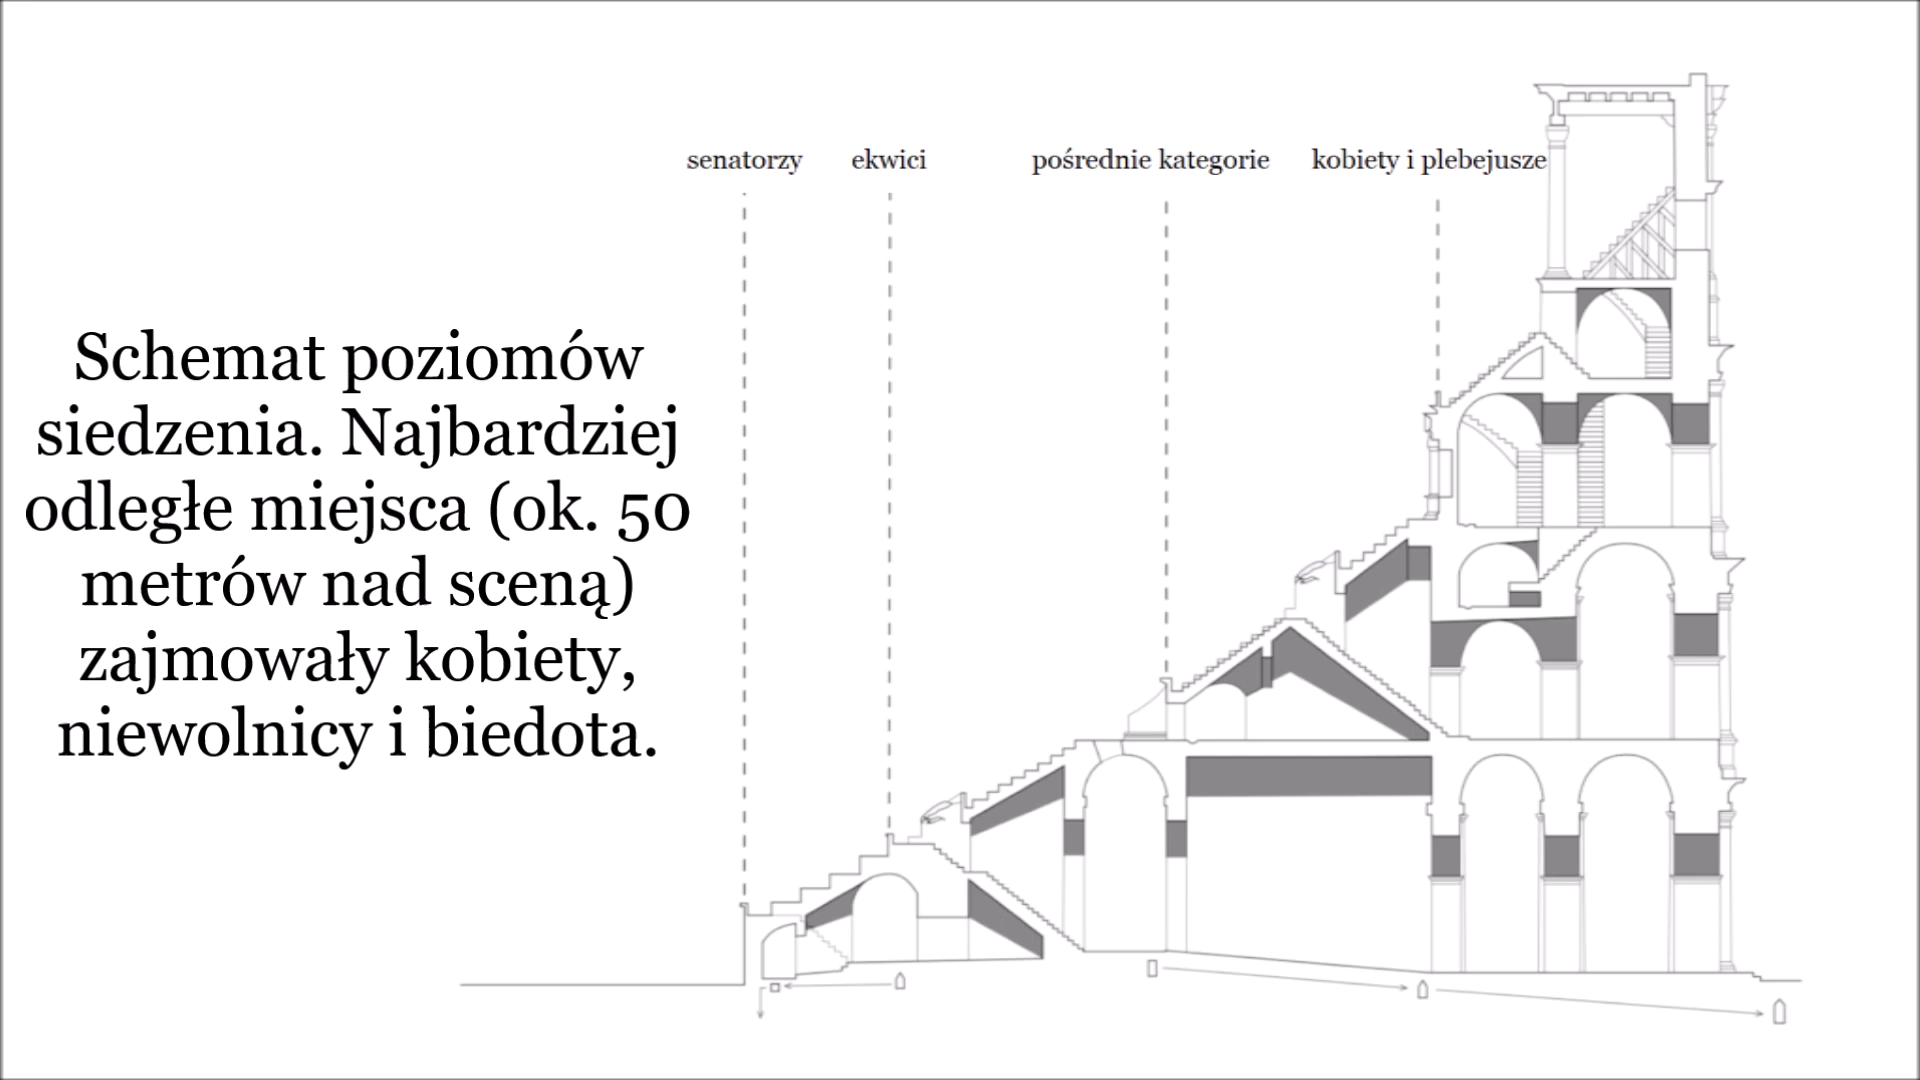 senatorzy ekwici pośrednie kategorie kobiety i plebejusze
Schemat poziomów
siedzenia. Najbardziej
odległe miejsca (ok. 50
metrów nad sceną)
zajmowały kobiety,
niewolnicy i biedota.